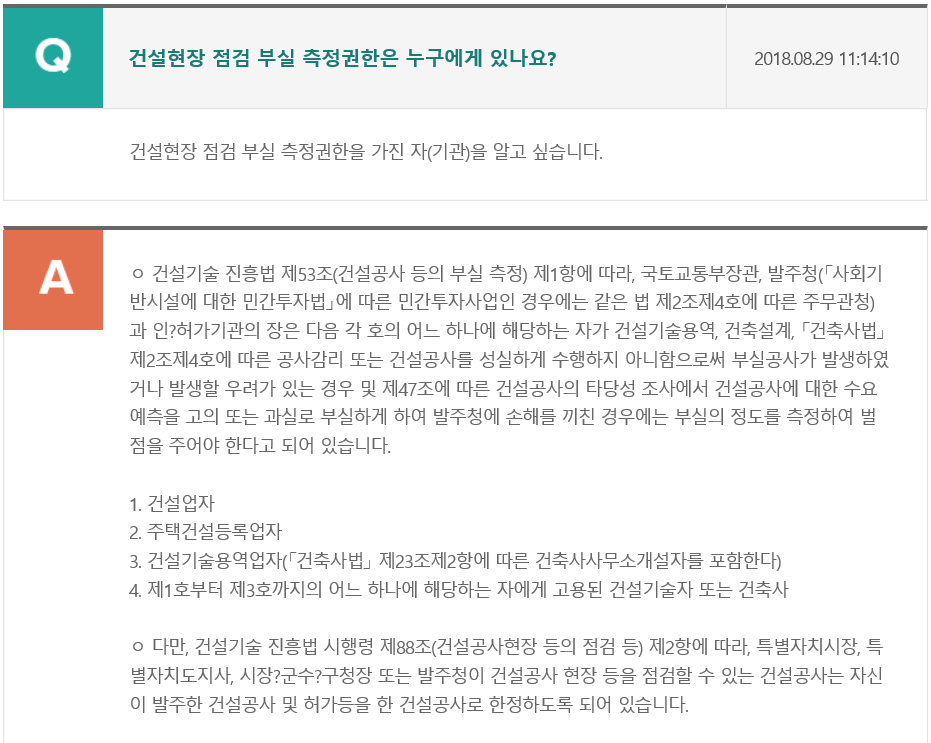 Q
건설현장 점검 부실 측정권한은 누구에게 있나요?
2018.08.29 11:14:10
건설현장 점검 부실 측정권한을 가진 자(기관)을 알고 싶습니다.
A
ㅇ 건설기술 진흥법 제53조(건설공사 등의 부실 측정) 제1항에 따라, 국토교통부장관, 발주청(「사회기
반시설에 대한 민간투자법」에 따른 민간투자사업인 경우에는 같은 법 제2조제4호에 따른 주무관청)
과 인?허가기관의 장은 다음 각 호의 어느 하나에 해당하는 자가 건설기술용역, 건축설계, 「건축사법」
제2조제4호에 따른 공사감리 또는 건설공사를 성실하게 수행하지 아니함으로써 부실공사가 발생하였
거나 발생할 우려가 있는 경우 및 제47조에 따른 건설공사의 타당성 조사에서 건설공사에 대한 수요
예측을 고의 또는 과실로 부실하게 하여 발주청에 손해를 끼친 경우에는 부실의 정도를 측정하여 벌
점을 주어야 한다고 되어 있습니다.
1. 건설업자
2. 주택건설등록업자
3. 건설기술용역업자(「건축사법」 제23조제2항에 따른 건축사사무소개설자를 포함한다)
4. 제1호부터 제3호까지의 어느 하나에 해당하는 자에게 고용된 건설기술자 또는 건축사
ㅇ 다만, 건설기술 진흥법 시행령 제88조(건설공사현장 등의 점검 등) 제2항에 따라, 특별자치시장, 특
별자치도지사, 시장?군수?구청장 또는 발주청이 건설공사 현장 등을 점검할 수 있는 건설공사는 자신
이 발주한 건설공사 및 허가등을 한 건설공사로 한정하도록 되어 있습니다.